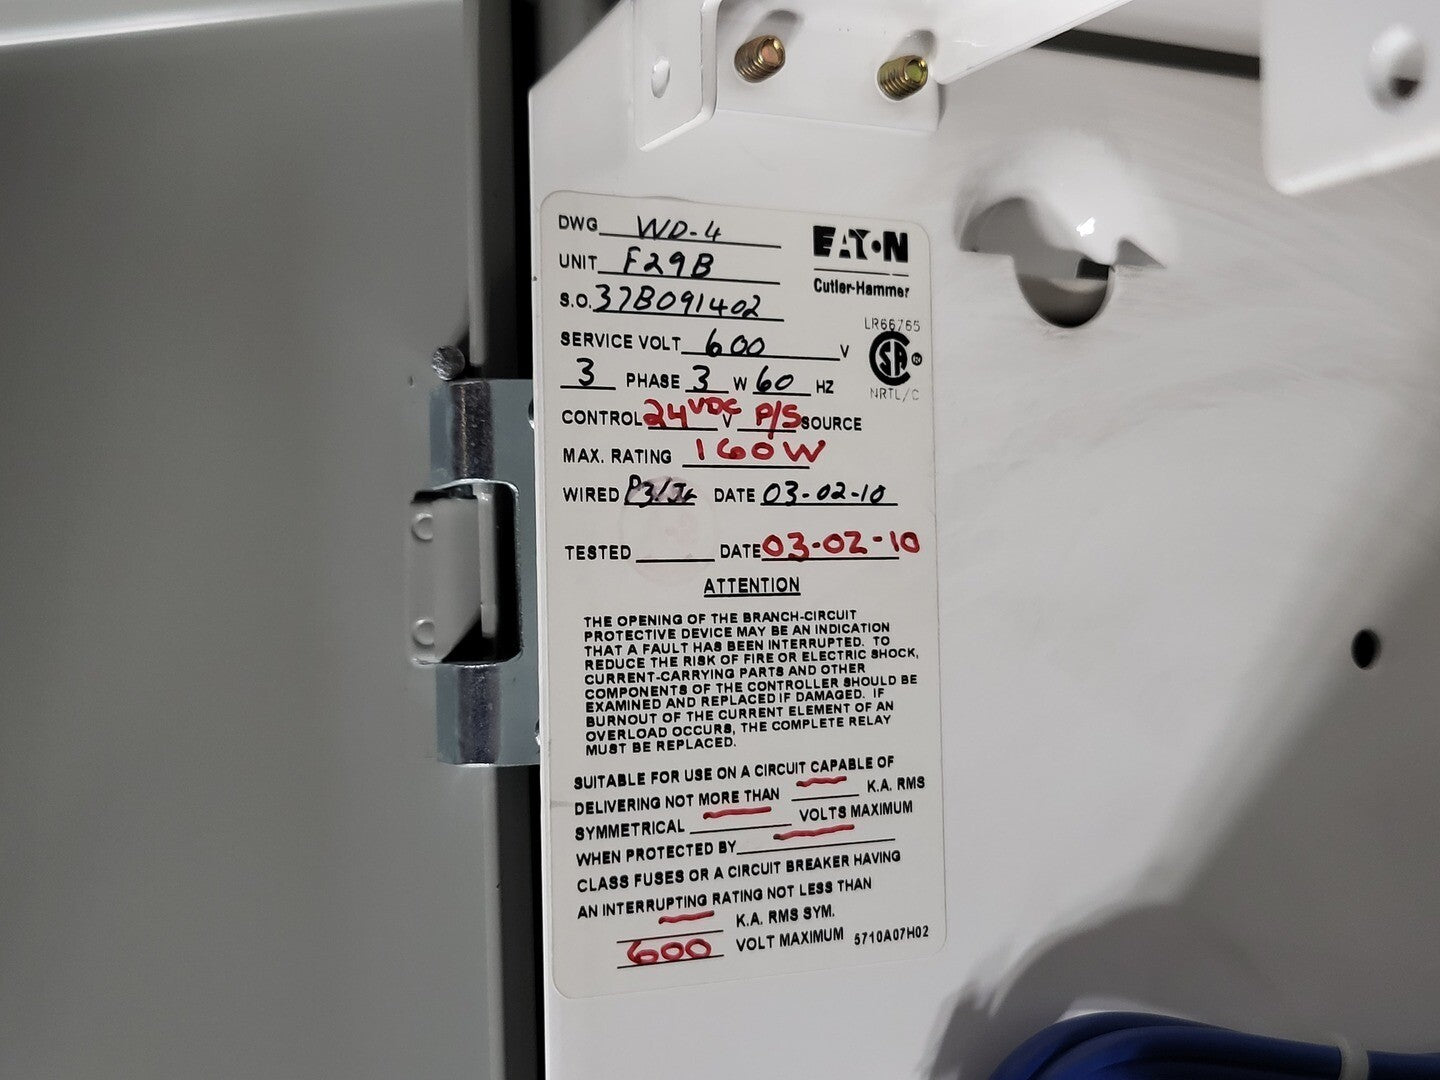 DWG WD-4
EATON
UNIT F29B
Cutler-Hammer
S.O. 37B091402
LR66765
SERVICE VOLT 600 V
SA ®
3 PHASE 3 W 60 HZ
NRTL/C
CONTROL 24VDC V P/S SOURCE
MAX. RATING 160W
WIRED DATE 03-02-10
TESTED DATE 03-02-10
ATTENTION
THE OPENING OF THE BRANCH-CIRCUIT
PROTECTIVE DEVICE MAY BE AN INDICATION
THAT A FAULT HAS BEEN INTERRUPTED. TO
REDUCE THE RISK OF FIRE OR ELECTRIC SHOCK,
CURRENT-CARRYING PARTS AND OTHER
COMPONENTS OF THE CONTROLLER SHOULD BE
EXAMINED AND REPLACED IF DAMAGED. IF
BURNOUT OF THE CURRENT ELEMENT OF AN
OVERLOAD OCCURS, THE COMPLETE RELAY
MUST BE REPLACED.
SUITABLE FOR USE ON A CIRCUIT CAPABLE OF
DELIVERING NOT MORE THAN K.A. RMS
SYMMETRICAL VOLTS MAXIMUM
WHEN PROTECTED BY
CLASS FUSES OR A CIRCUIT BREAKER HAVING
AN INTERRUPTING RATING NOT LESS THAN
K.A. RMS SYM.
600 VOLT MAXIMUM 5710A07H02